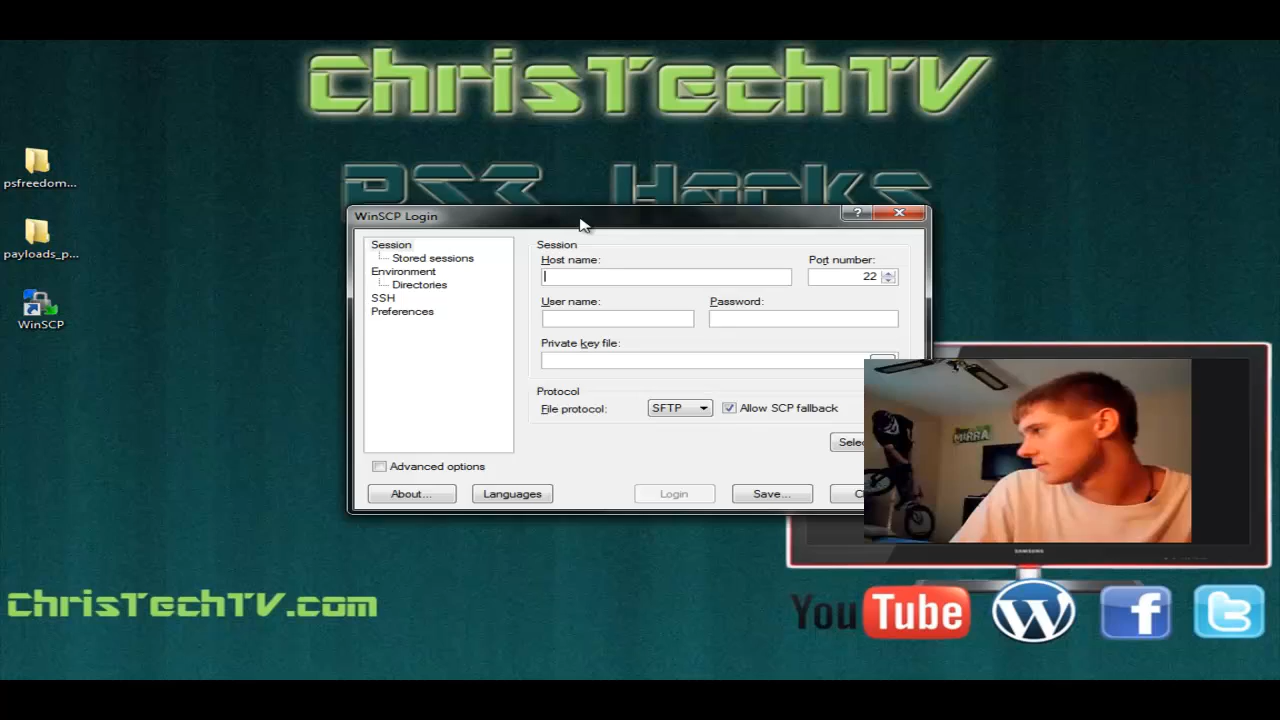 ChrisTechTV
PS3 Hacks
psfreedom...
payloads_p...
WinSCP
WinSCP Login
?
Session
Stored sessions
Environment
Directories
SSH
Preferences
Session
Host name:
Port number:
22
User name:
Password:
Private key file:
Protocol
File protocol:
SFTP
Allow SCP fallback
Selec
Advanced options
About...
Languages
Login
Save...
C
MIRRA
SAMSUNG
ChrisTechTV.com
YouTube
W
f
t